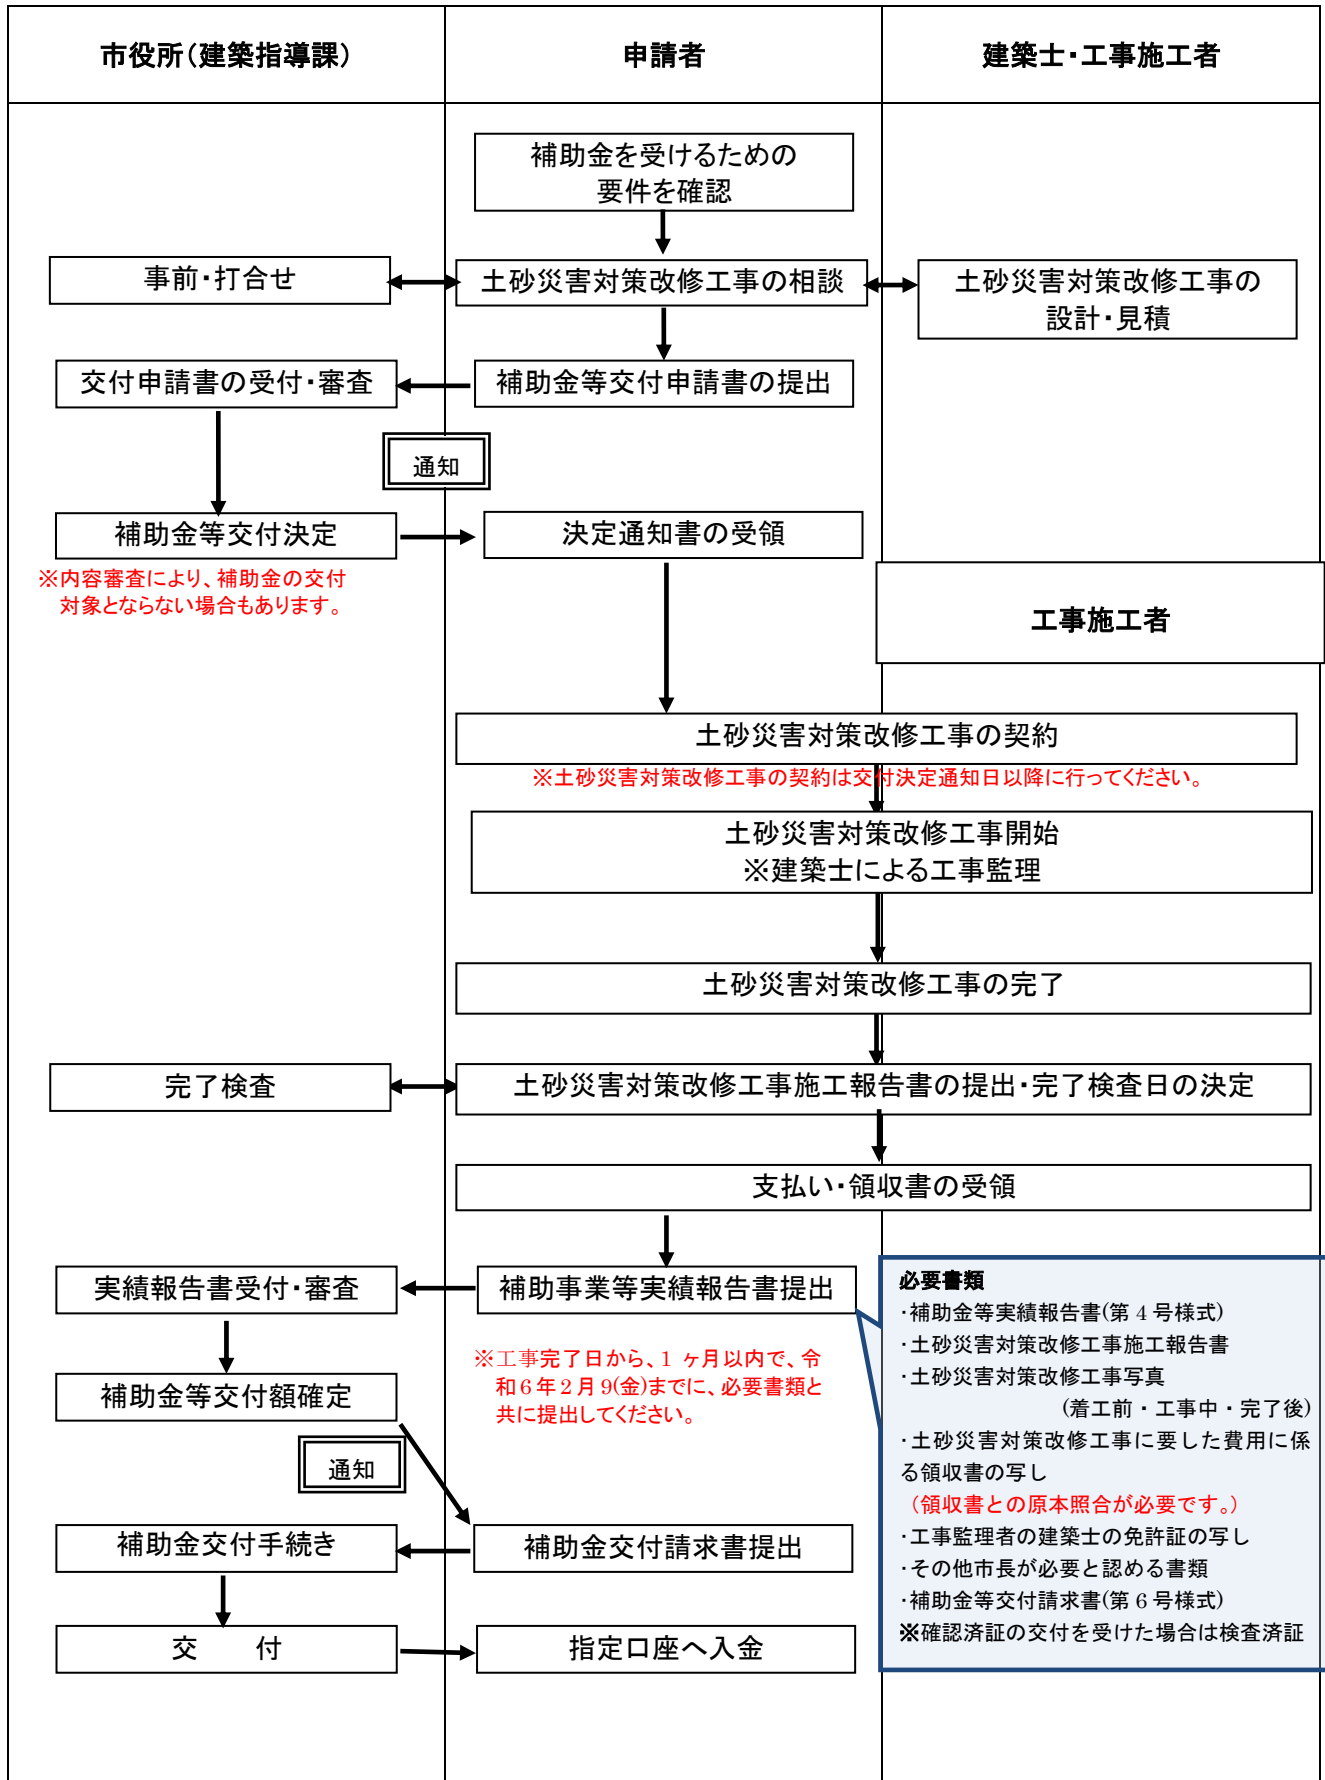 市役所(建築指導課)
申請者
建築士・工事施工者
補助金を受けるための
要件を確認
事前・打合せ
土砂災害対策改修工事の相談
土砂災害対策改修工事の
設計・見積
交付申請書の受付・審査
補助金等交付申請書の提出
通知
補助金等交付決定
決定通知書の受領
※内容審査により、補助金の交付
対象とならない場合もあります。
工事施工者
土砂災害対策改修工事の契約
※土砂災害対策改修工事の契約は交付決定通知日以降に行ってください。
土砂災害対策改修工事開始
※建築士による工事監理
土砂災害対策改修工事の完了
完了検査
土砂災害対策改修工事施工報告書の提出・完了検査日の決定
支払い・領収書の受領
実績報告書受付・審査
補助事業等実績報告書提出
※工事完了日から、1 ヶ月以内で、令
和6年2月9(金)までに、必要書類と
共に提出してください。
補助金等交付額確定
通知
補助金交付手続き
補助金交付請求書提出
交　付
指定口座へ入金
必要書類
・補助金等実績報告書(第 4 号様式)
・土砂災害対策改修工事施工報告書
・土砂災害対策改修工事写真
(着工前・工事中・完了後)
・土砂災害対策改修工事に要した費用に係
る領収書の写し
(領収書との原本照合が必要です。)
・工事監理者の建築士の免許証の写し
・その他市長が必要と認める書類
・補助金等交付請求書(第 6 号様式)
※確認済証の交付を受けた場合は検査済証